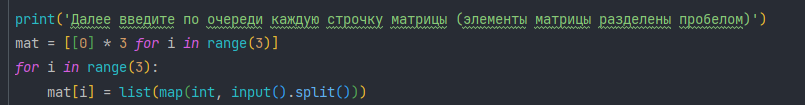 print('Далее введите по очереди каждую строчку матрицы (элементы матрицы разделены пробелом)')
mat = [[0] * 3 for i in range(3)]
for i in range(3):
    mat[i] = list(map(int, input().split()))